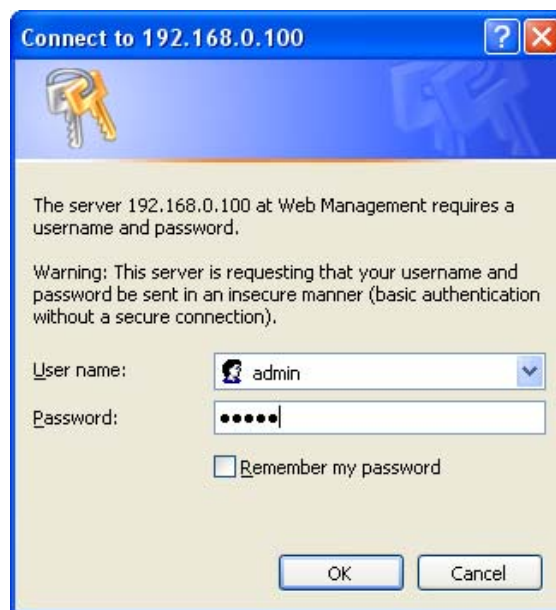 Connect to 192.168.0.100
The server 192.168.0.100 at Web Management requires a
username and password.
Warning: This server is requesting that your username and
password be sent in an insecure manner (basic authentication
without a secure connection).
User name:
admin
Password:
•••••
Remember my password
OK
Cancel